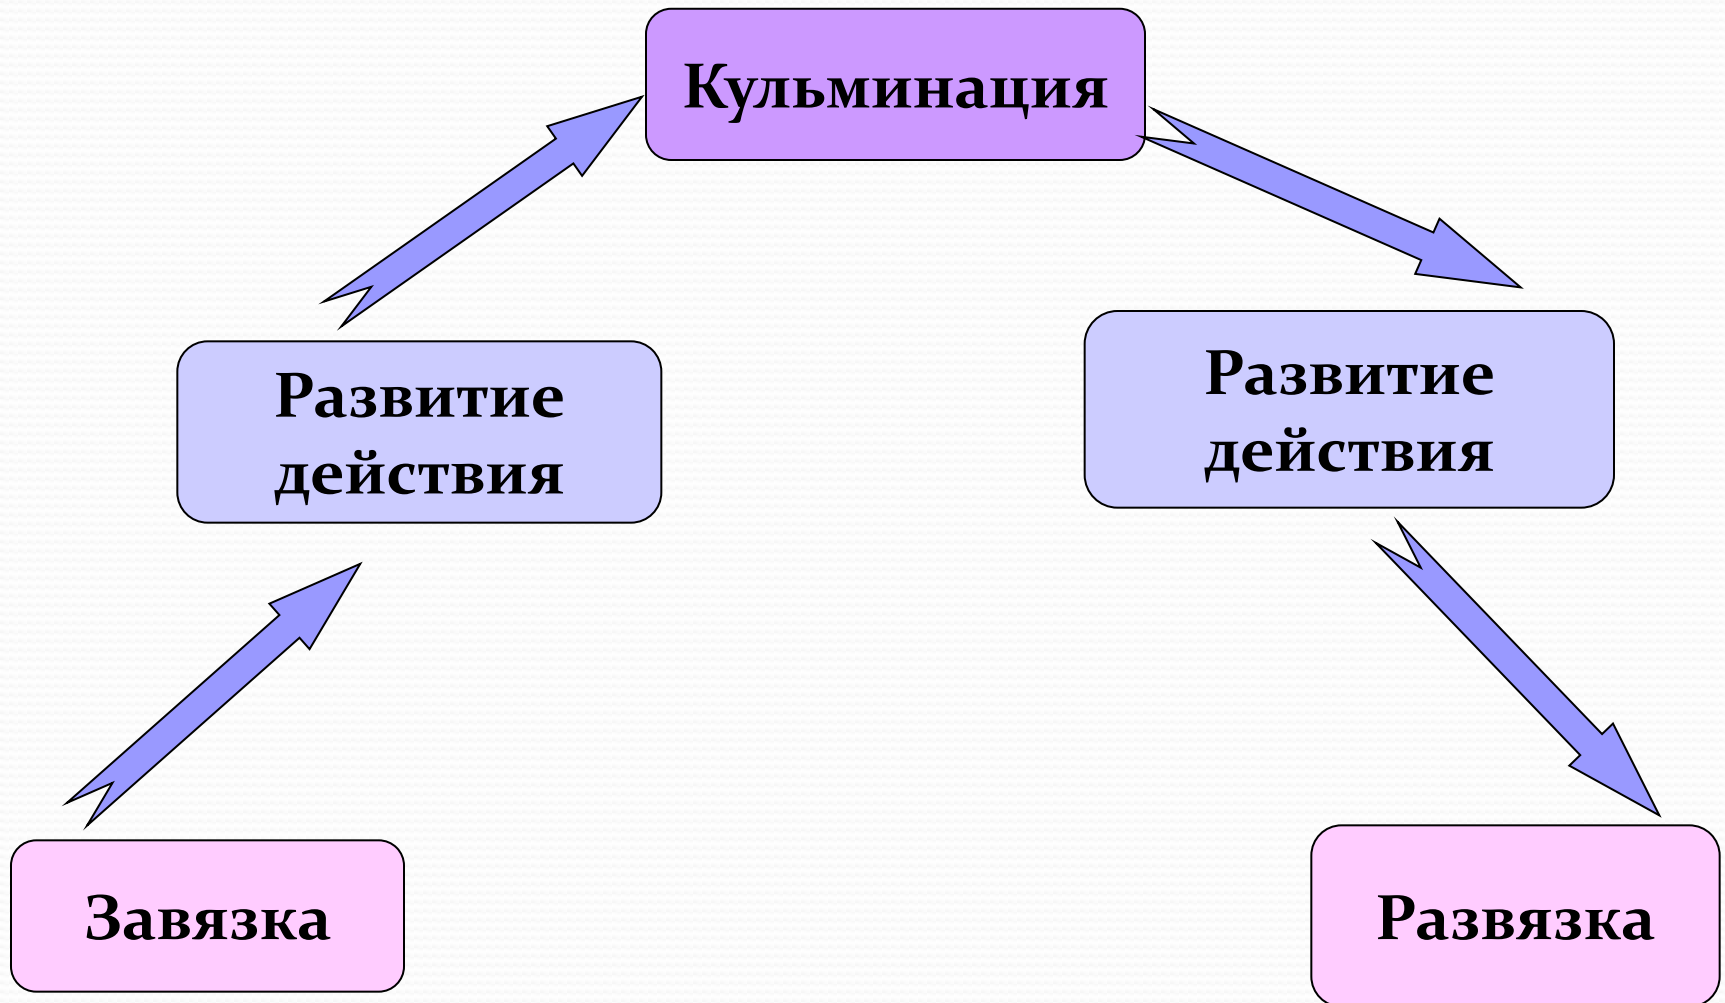 Кульминация
Развитие
действия
Развитие
действия
Завязка
Развязка